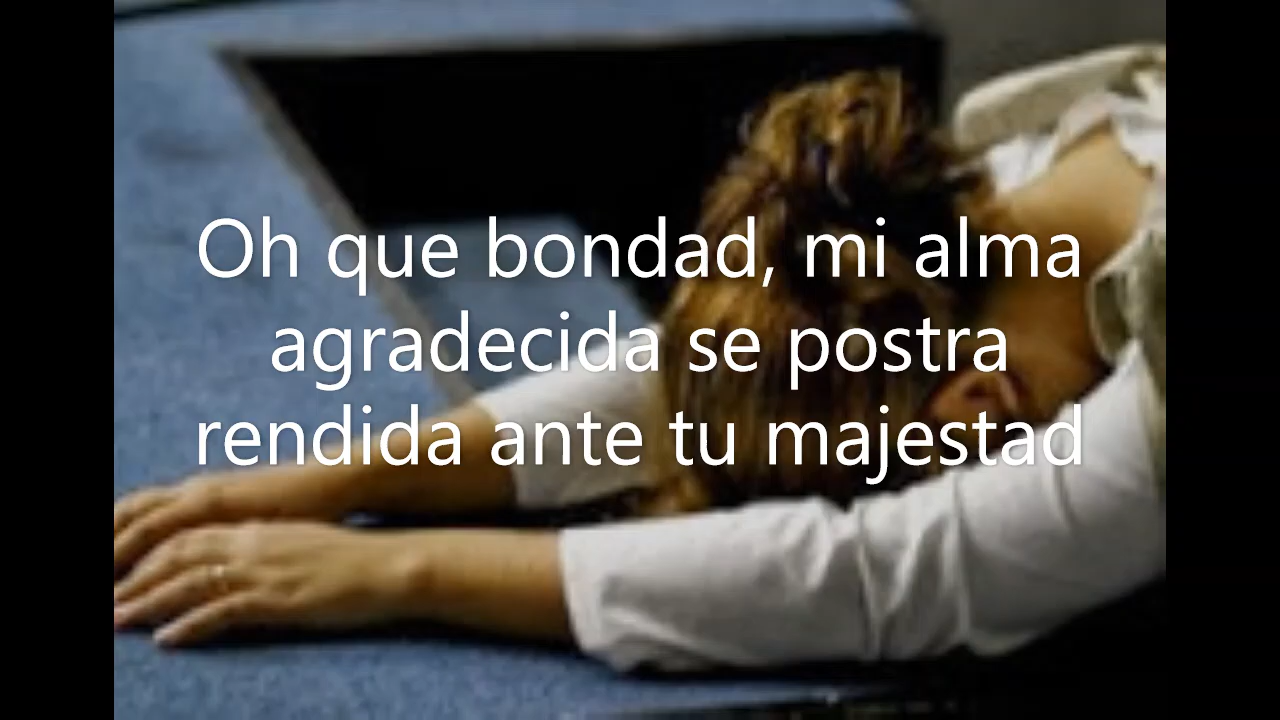 Oh que bondad, mi alma
agradecida se postra
rendida ante tu majestad